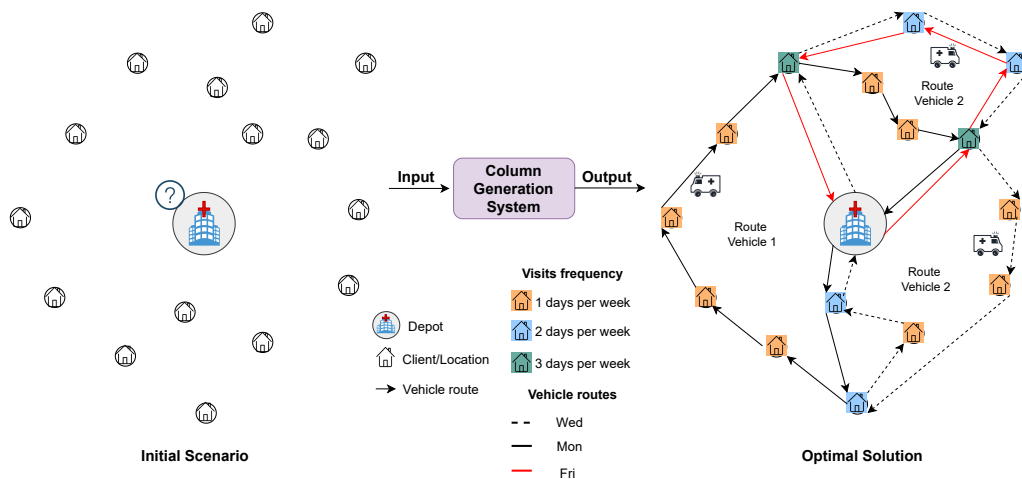 ?
Initial Scenario
Input
Column
Generation
System
Output
Depot
Client/Location
Vehicle route
Visits frequency
1 days per week
2 days per week
3 days per week
Vehicle routes
Wed
Mon
Fri
Route
Vehicle 2
Route
Vehicle 1
Route
Vehicle 2
Optimal Solution